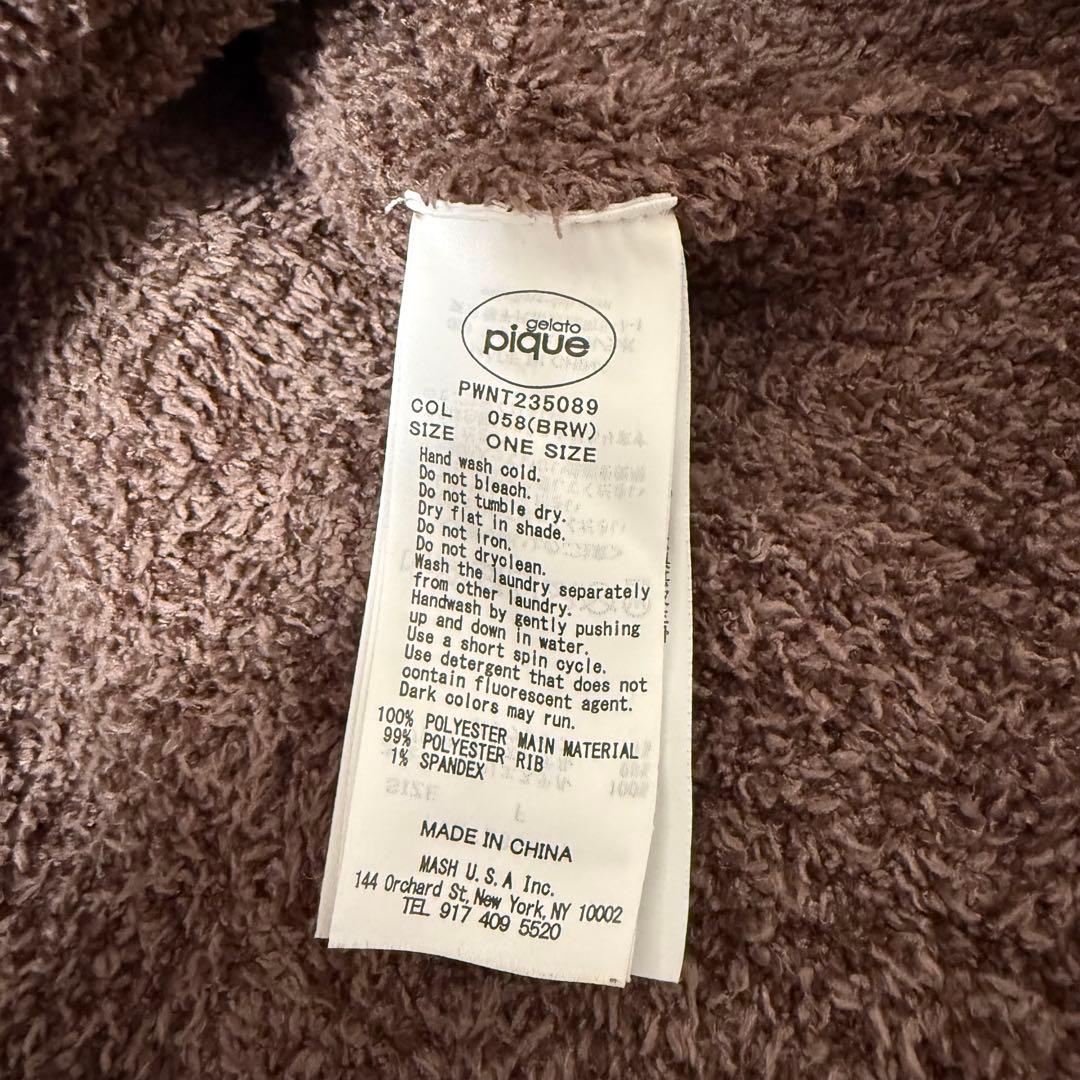 gelato
pique
PWNT235089
COL 058(BRW)
SIZE ONE SIZE
Hand wash cold.
Do not bleach.
Do not tumble dry.
Dry flat in shade.
Do not iron.
Do not dryclean.
Wash the laundry separately
from other laundry.
Handwash by gently pushing
up and down in water.
Use a short spin cycle.
Use detergent that does not
contain fluorescent agent.
Dark colors may run.
100% POLYESTER MAIN MATERIAL
99% POLYESTER RIB
1% SPANDEX
MADE IN CHINA
MASH U.S.A Inc.
144 Orchard St, New York, NY 10002
TEL 917 409 5520